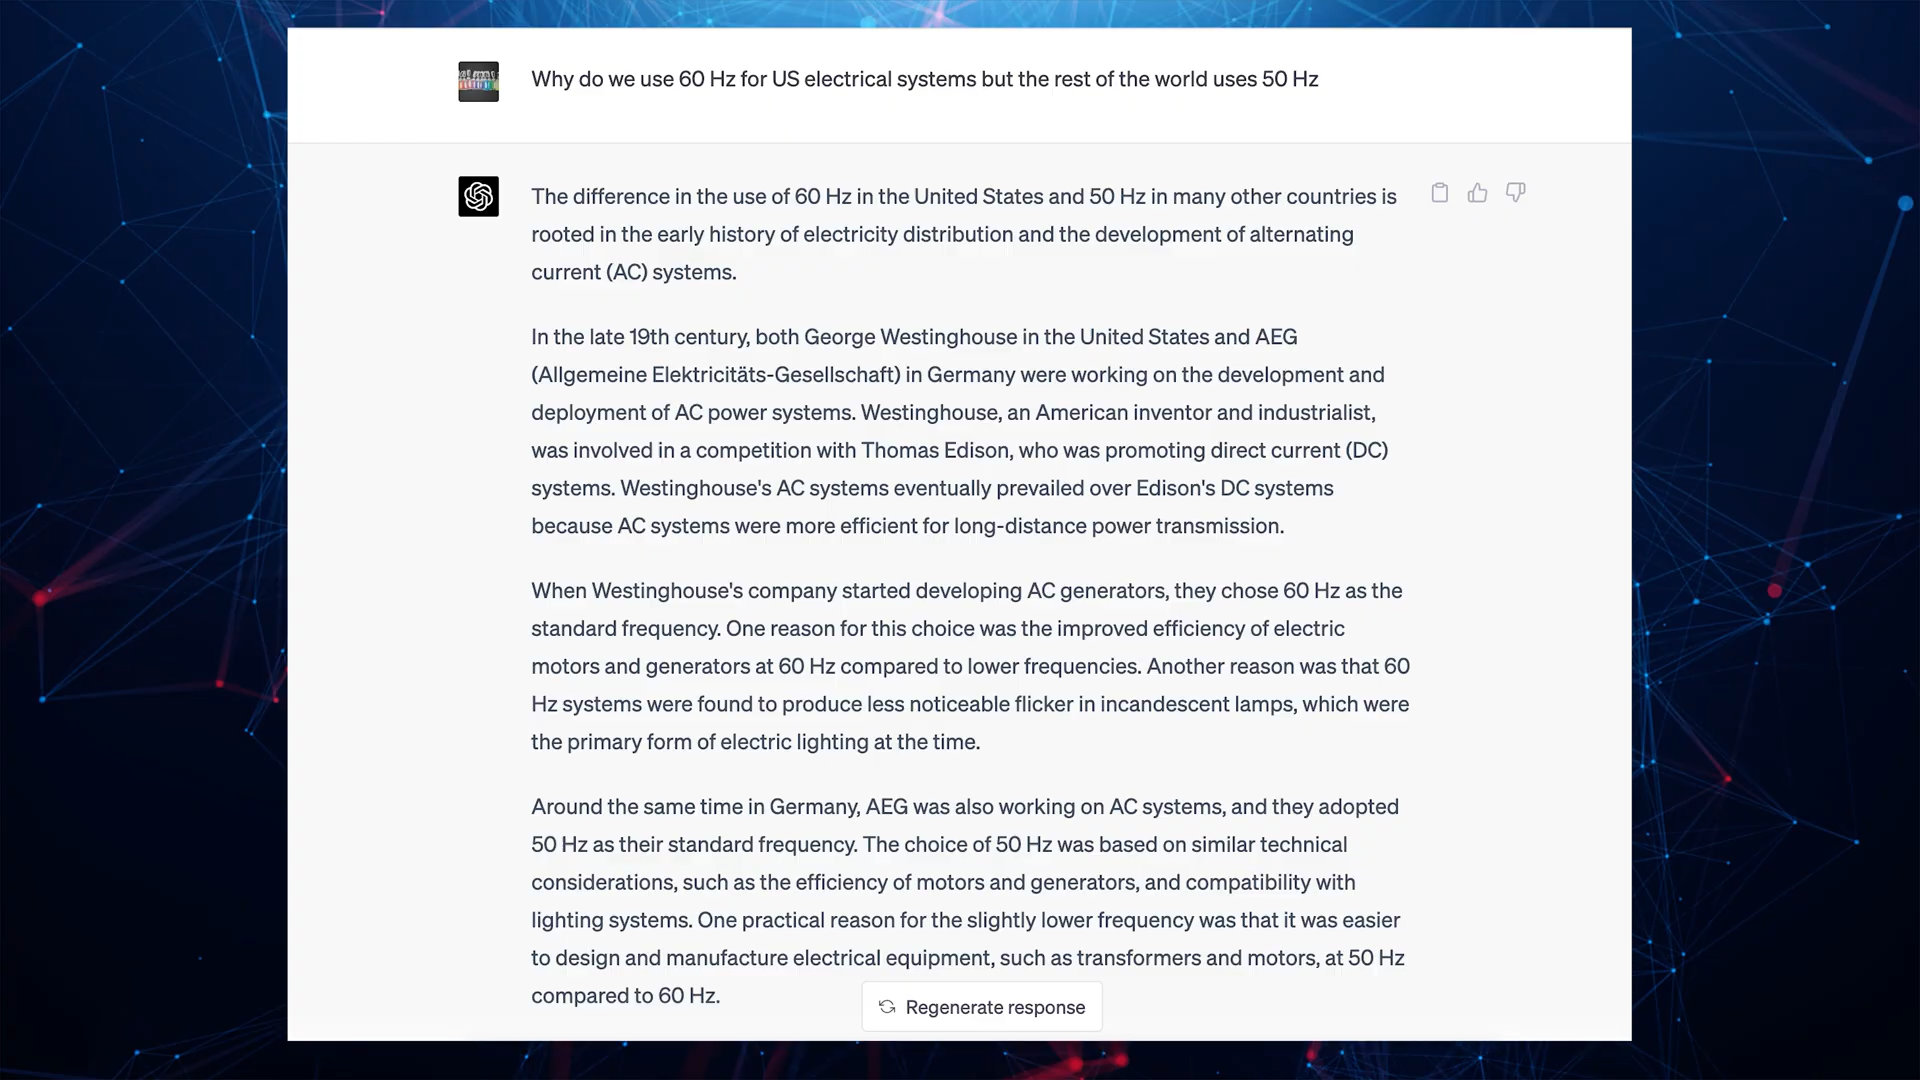 Why do we use 60 Hz for US electrical systems but the rest of the world uses 50 Hz
The difference in the use of 60 Hz in the United States and 50 Hz in many other countries is
rooted in the early history of electricity distribution and the development of alternating
current (AC) systems.
In the late 19th century, both George Westinghouse in the United States and AEG
(Allgemeine Elektricitäts-Gesellschaft) in Germany were working on the development and
deployment of AC power systems. Westinghouse, an American inventor and industrialist,
was involved in a competition with Thomas Edison, who was promoting direct current (DC)
systems. Westinghouse's AC systems eventually prevailed over Edison's DC systems
because AC systems were more efficient for long-distance power transmission.
When Westinghouse's company started developing AC generators, they chose 60 Hz as the
standard frequency. One reason for this choice was the improved efficiency of electric
motors and generators at 60 Hz compared to lower frequencies. Another reason was that 60
Hz systems were found to produce less noticeable flicker in incandescent lamps, which were
the primary form of electric lighting at the time.
Around the same time in Germany, AEG was also working on AC systems, and they adopted
50 Hz as their standard frequency. The choice of 50 Hz was based on similar technical
considerations, such as the efficiency of motors and generators, and compatibility with
lighting systems. One practical reason for the slightly lower frequency was that it was easier
to design and manufacture electrical equipment, such as transformers and motors, at 50 Hz
compared to 60 Hz.
Regenerate response